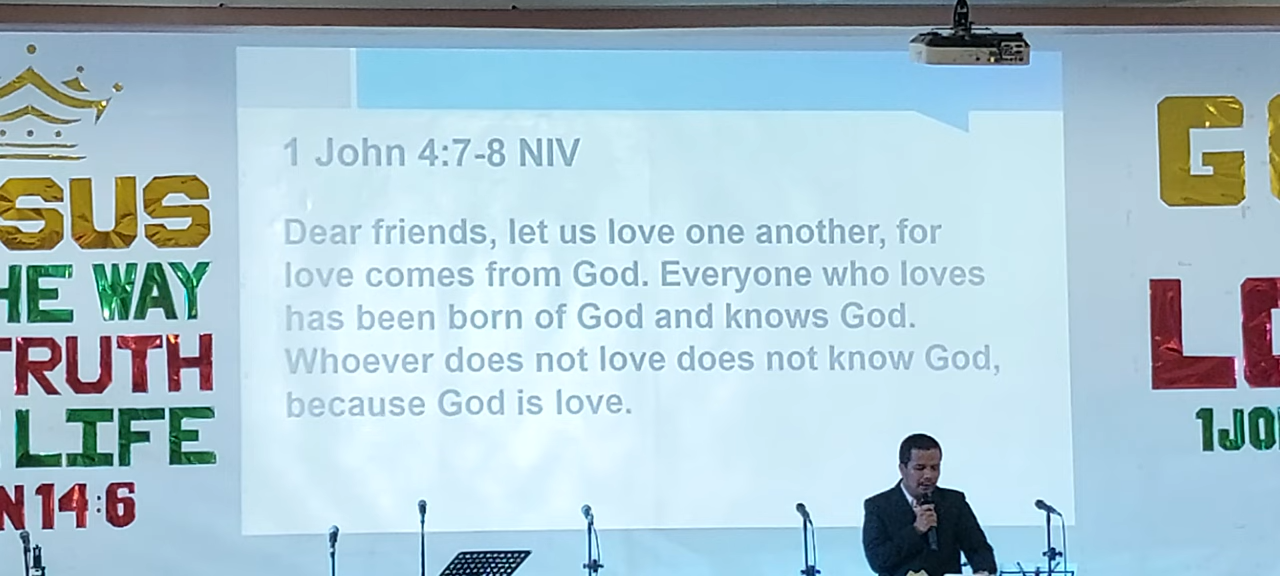 SUS
HE WAY
TRUTH
LIFE
N 14:6
1 John 4:7-8 NIV
Dear friends, let us love one another, for
love comes from God. Everyone who loves
has been born of God and knows God.
Whoever does not love does not know God,
because God is love.
G
LO
1JO